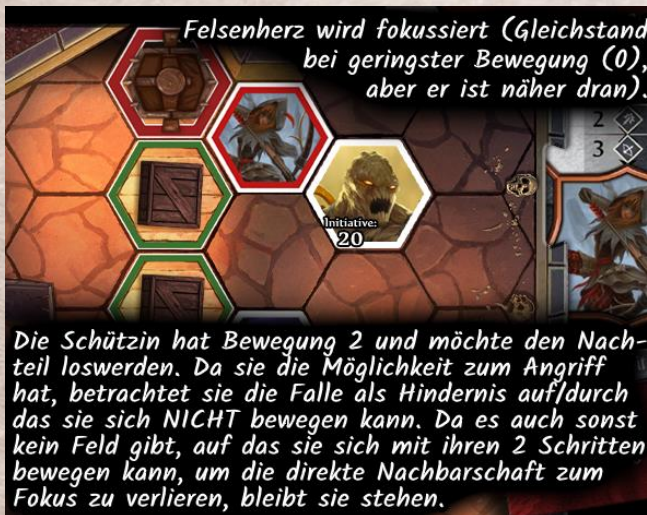 Felsenherz wird fokussiert (Gleichstand
bei geringster Bewegung (0),
aber er ist näher dran).
2
3
Initiative:
20
Die Schützin hat Bewegung 2 und möchte den Nach-
teil loswerden. Da sie die Möglichkeit zum Angriff
hat, betrachtet sie die Falle als Hindernis auf/durch
das sie sich NICHT bewegen kann. Da es auch sonst
kein Feld gibt, auf das sie sich mit ihren 2 Schritten
bewegen kann, um die direkte Nachbarschaft zum
Fokus zu verlieren, bleibt sie stehen.